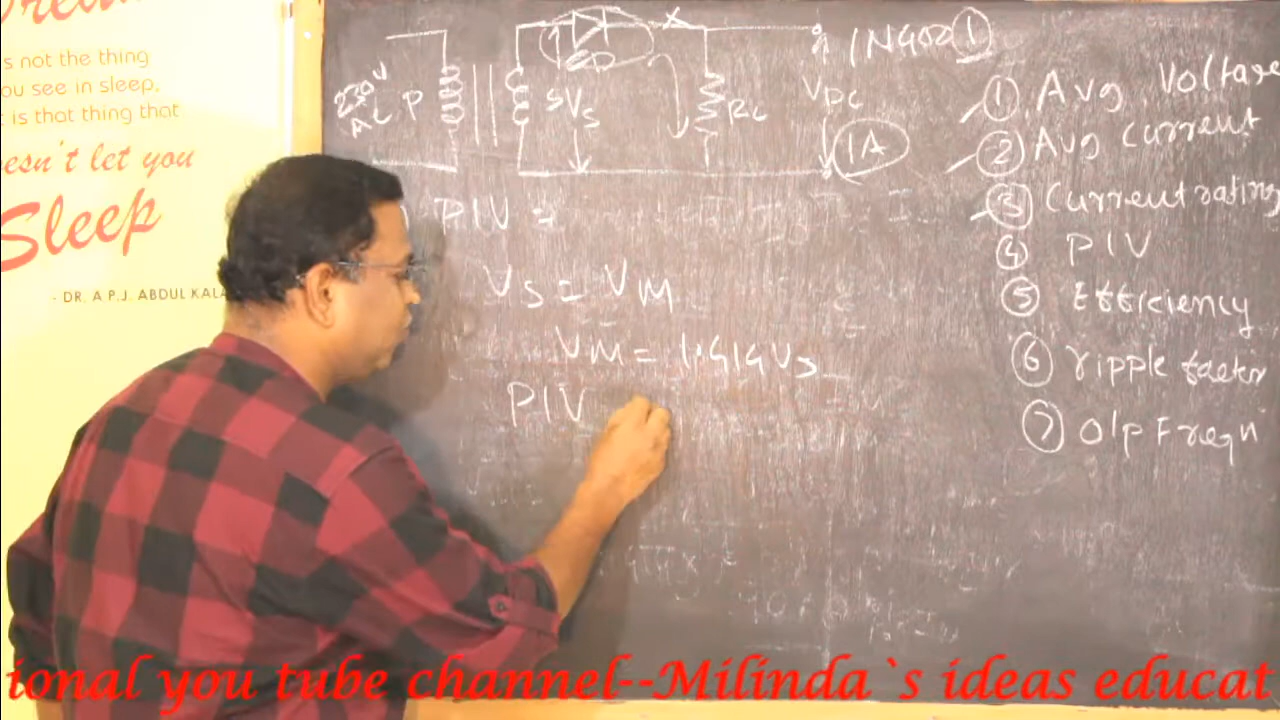 s not the thing
ou see in sleep,
t is that thing that
esn't let you
Sleep
- DR. A P.J. ABDUL KALA
230V
AC P
S VS
RL
VDC
1N4001
1A
1 Avg. Voltage
2 Avg Current
3 Current rating
4 PIV
5 Efficiency
6 ripple factor
7 O/p Freqn
PIV =
VS = VM
VM = 1.414 VS
PIV
ional you tube channel--Milinda`s ideas educat